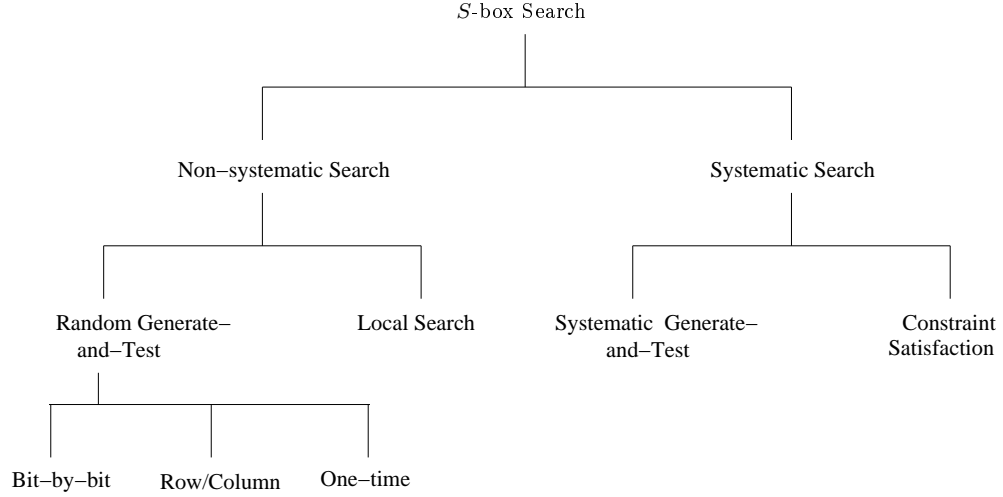 S-box Search
Non−systematic Search
Systematic Search
Random Generate−
and−Test
Local Search
Systematic Generate−
and−Test
Constraint
Satisfaction
Bit−by−bit
Row/Column
One−time